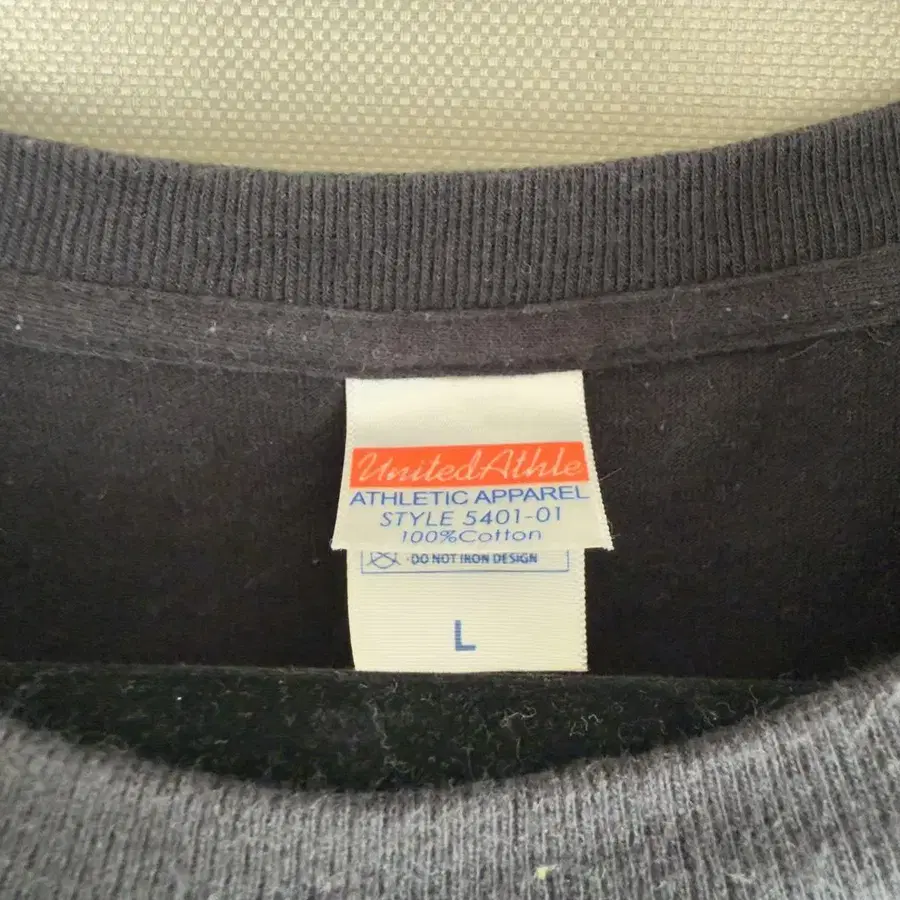 UnitedAthle
ATHLETIC APPAREL
STYLE 5401-01
100%Cotton
·DO NOT IRON DESIGN
L